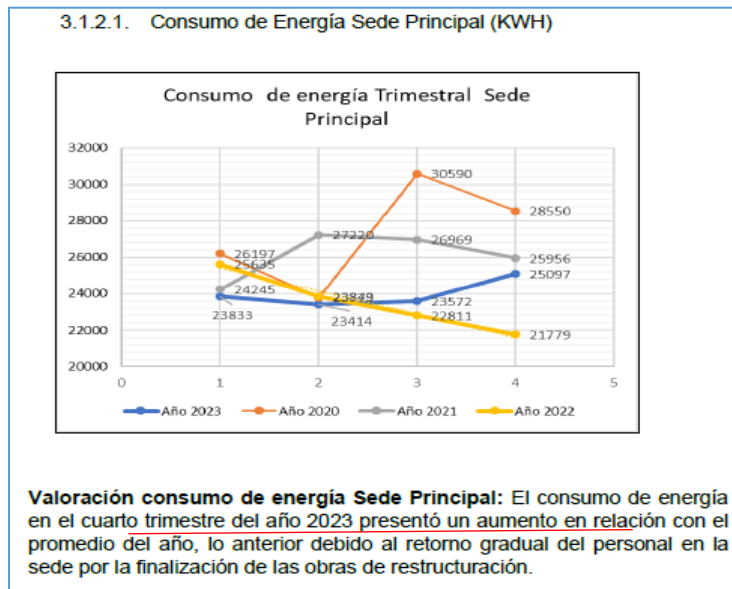 3.1.2.1. Consumo de Energía Sede Principal (KWH)
Consumo de energía Trimestral Sede
Principal
32000
30590
30000
28550
28000
27220
26969
26197
25956
26000
25635
25097
24245
24000
23833
23414
23572
22811
22000
21779
20000
0 1 2 3 4 5
Año 2023 Año 2020 Año 2021 Año 2022
Valoración consumo de energía Sede Principal: El consumo de energía
en el cuarto trimestre del año 2023 presentó un aumento en relación con el
promedio del año, lo anterior debido al retorno gradual del personal en la
sede por la finalización de las obras de restructuración.